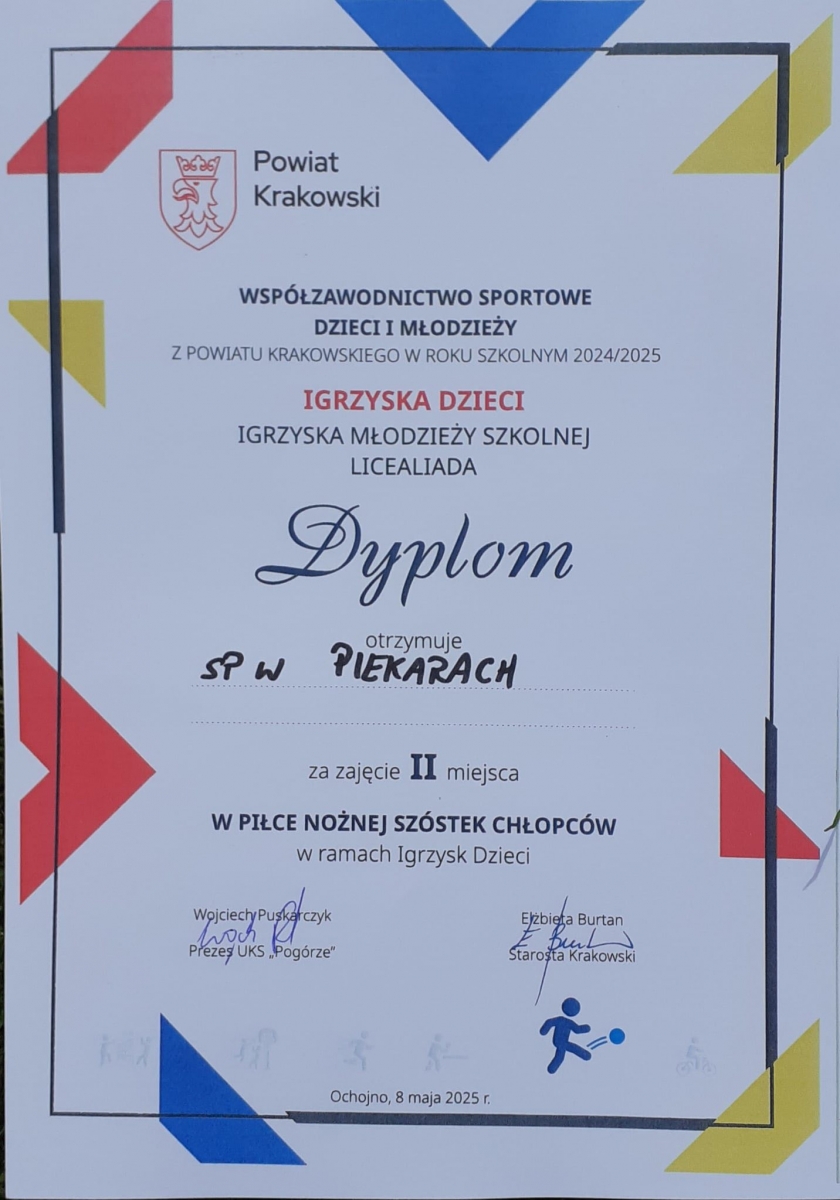 Powiat
Krakowski
WSPÓŁZAWODNICTWO SPORTOWE
DZIECI I MŁODZIEŻY
Z POWIATU KRAKOWSKIEGO W ROKU SZKOLNYM 2024/2025
IGRZYSKA DZIECI
IGRZYSKA MŁODZIEŻY SZKOLNEJ
LICEALIADA
Dyplom
otrzymuje
SP W PIEKARACH
za zajęcie II miejsca
W PIŁCE NOŻNEJ SZÓSTEK CHŁOPCÓW
w ramach Igrzysk Dzieci
Wojciech Puskarczyk
Prezes UKS „Pogórze”
Elżbieta Burtan
E Burtan
Starosta Krakowski
Ochojno, 8 maja 2025 r.